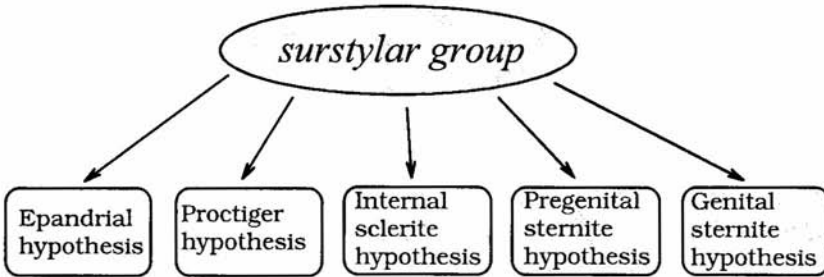 surstylar group
Epandrial
hypothesis
Proctiger
hypothesis
Internal
sclerite
hypothesis
Pregenital
sternite
hypothesis
Genital
sternite
hypothesis